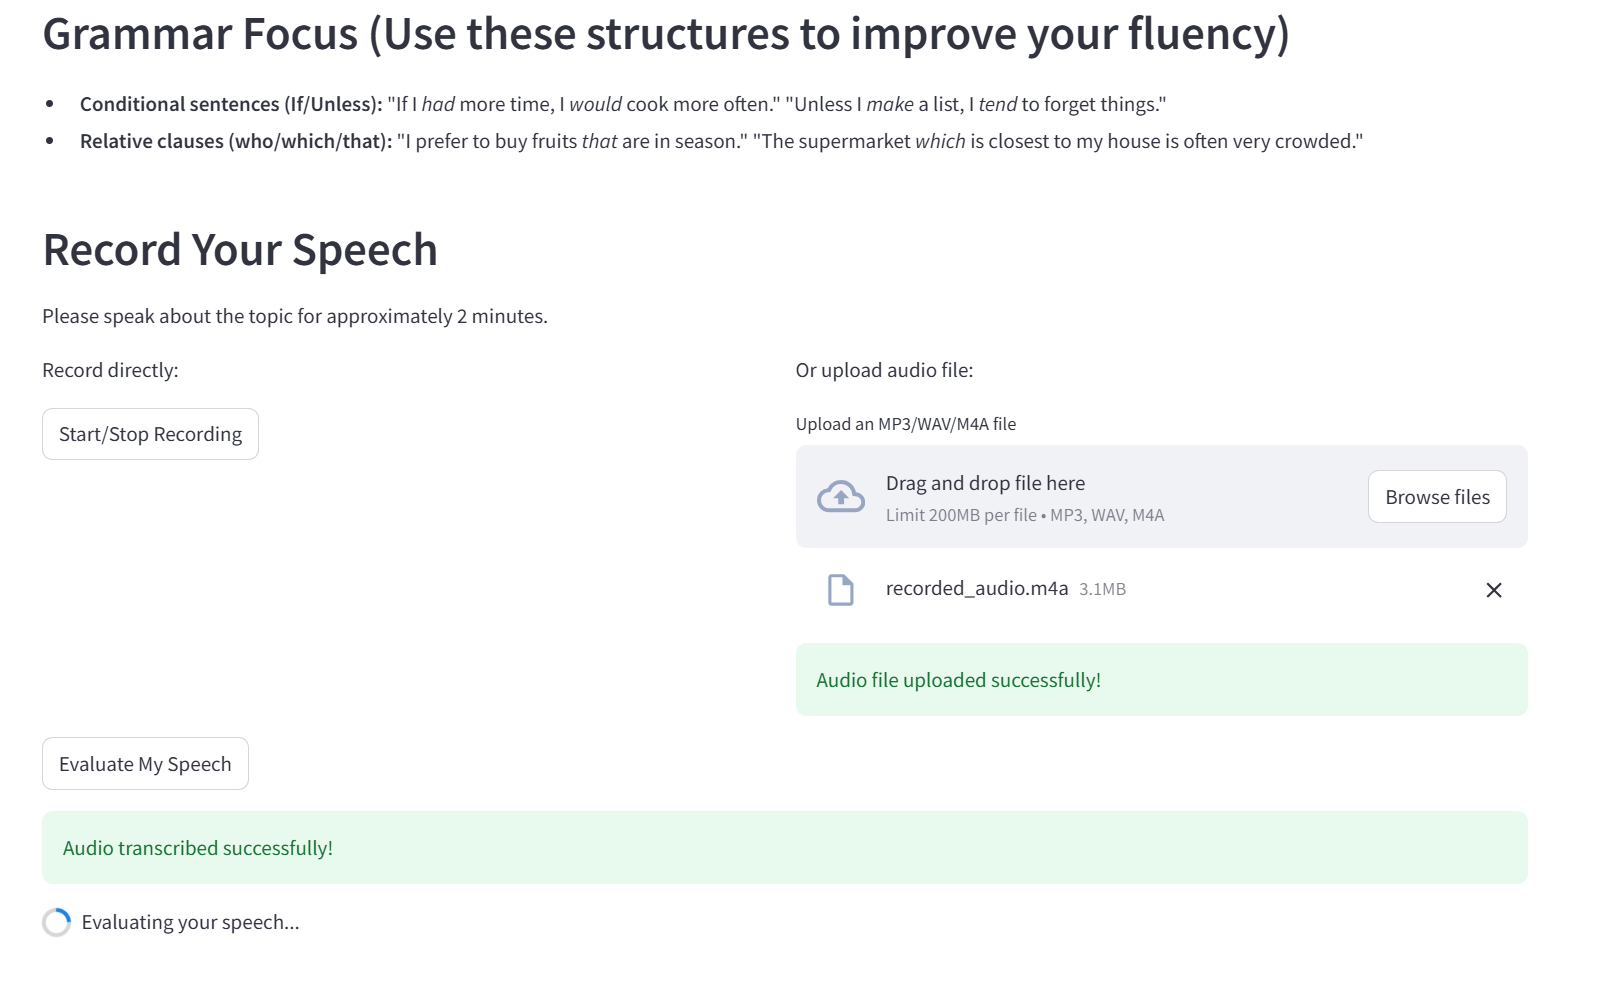 Grammar Focus (Use these structures to improve your fluency)
• Conditional sentences (If/Unless): "If I had more time, I would cook more often." "Unless I make a list, I tend to forget things."
• Relative clauses (who/which/that): "I prefer to buy fruits that are in season." "The supermarket which is closest to my house is often very crowded."
Record Your Speech
Please speak about the topic for approximately 2 minutes.
Record directly:
Start/Stop Recording
Or upload audio file:
Upload an MP3/WAV/M4A file
Drag and drop file here
Limit 200MB per file • MP3, WAV, M4A
Browse files
recorded_audio.m4a 3.1MB
Audio file uploaded successfully!
Evaluate My Speech
Audio transcribed successfully!
Evaluating your speech...